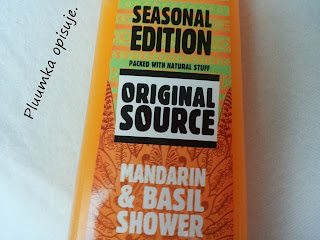 Pluumka opisuje.
SEASONAL
EDITION
PACKED WITH NATURAL STUFF
ORIGINAL
SOURCE
MANDARIN
& BASIL
SHOWER